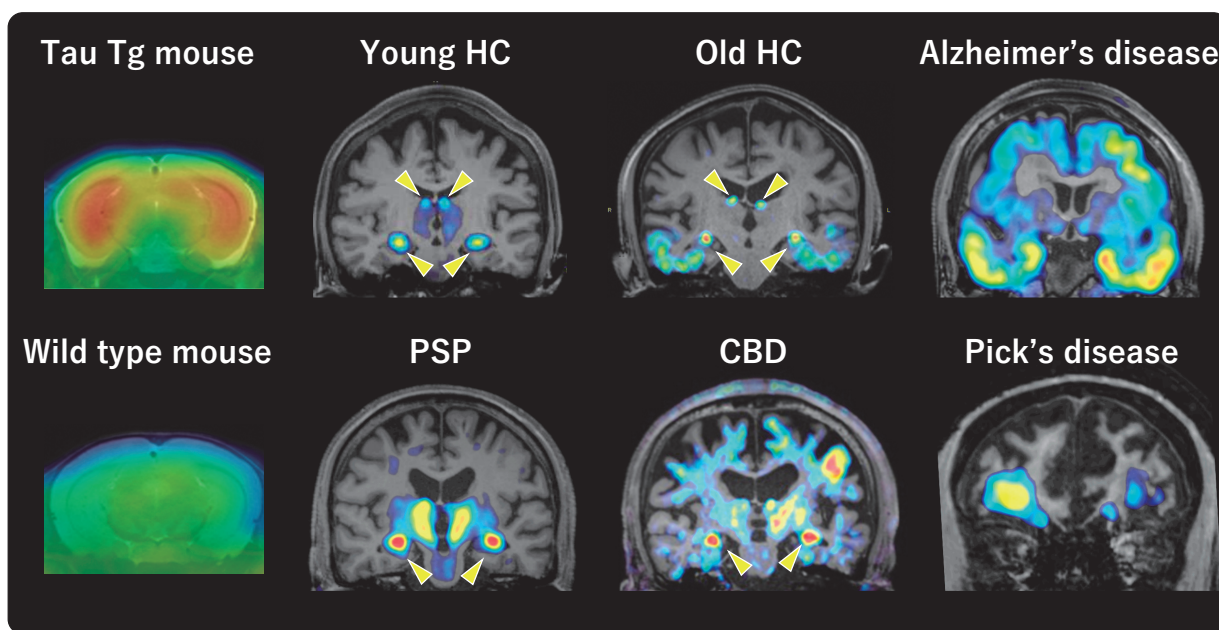 Tau Tg mouse
Young HC
Old HC
Alzheimer’s disease
R
L
Wild type mouse
PSP
CBD
Pick’s disease